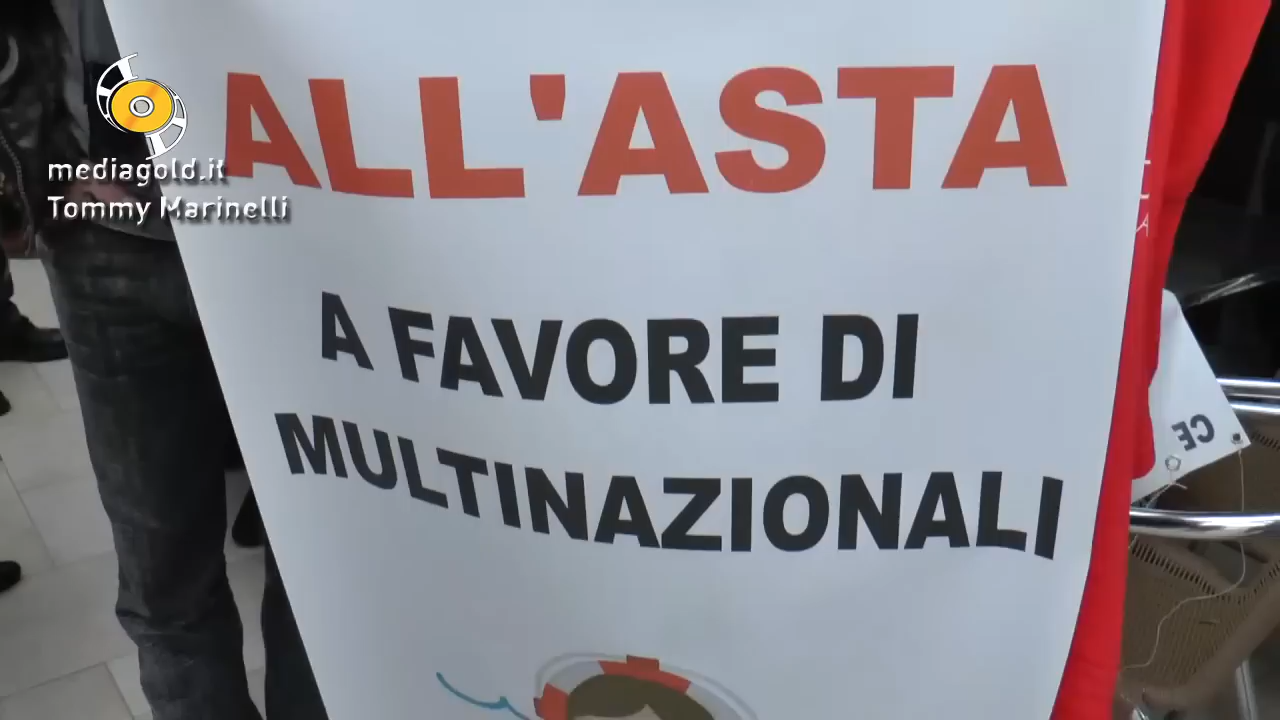 mediagold.it
Tommy Marinelli
ALL'ASTA
A FAVORE DI
MULTINAZIONALI
CE